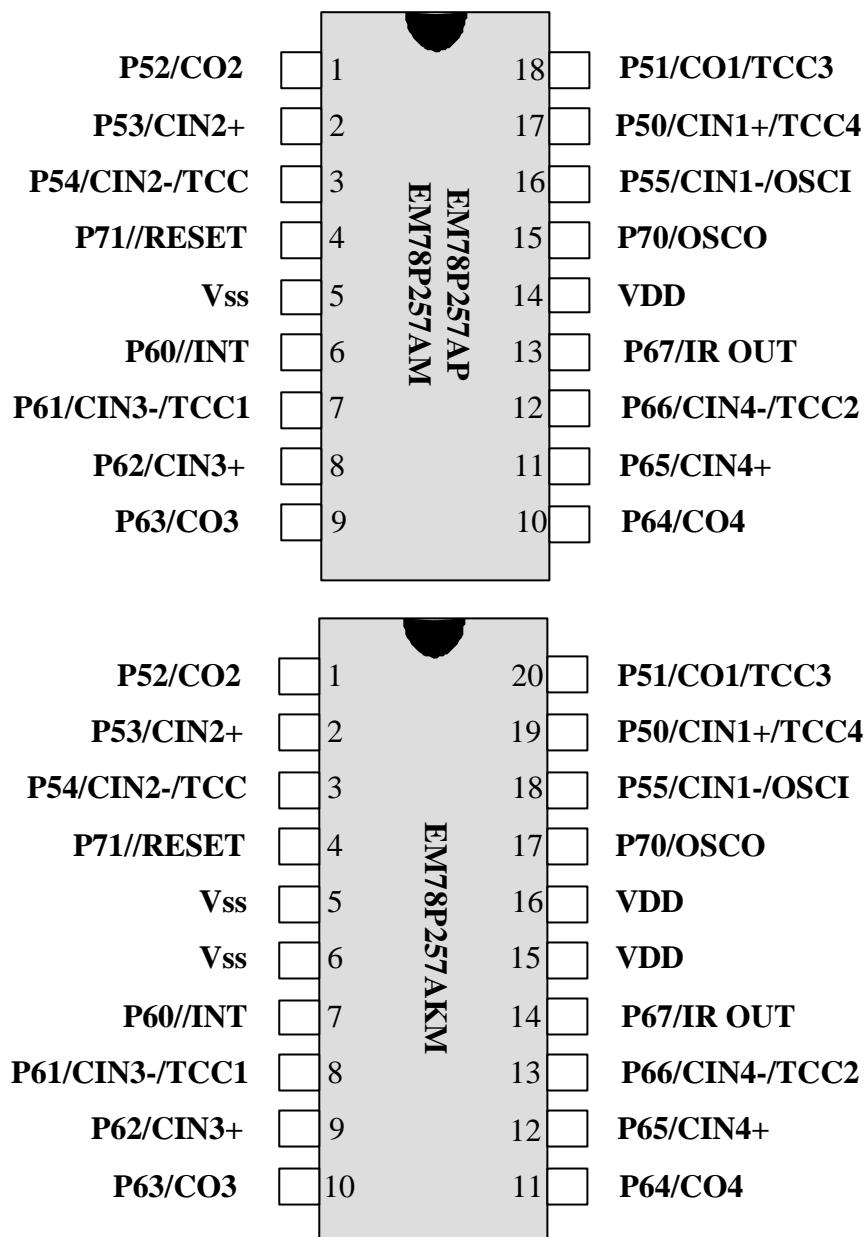 P52/CO2 1 18 P51/CO1/TCC3
P53/CIN2+ 2 17 P50/CIN1+/TCC4
P54/CIN2-/TCC 3 16 P55/CIN1-/OSCI
P71//RESET 4 15 P70/OSCO
Vss 5 14 VDD
P60//INT 6 13 P67/IR OUT
P61/CIN3-/TCC1 7 12 P66/CIN4-/TCC2
P62/CIN3+ 8 11 P65/CIN4+
P63/CO3 9 10 P64/CO4
EM78P257AP
EM78P257AM
P52/CO2 1 20 P51/CO1/TCC3
P53/CIN2+ 2 19 P50/CIN1+/TCC4
P54/CIN2-/TCC 3 18 P55/CIN1-/OSCI
P71//RESET 4 17 P70/OSCO
Vss 5 16 VDD
Vss 6 15 VDD
P60//INT 7 14 P67/IR OUT
P61/CIN3-/TCC1 8 13 P66/CIN4-/TCC2
P62/CIN3+ 9 12 P65/CIN4+
P63/CO3 10 11 P64/CO4
EM78P257AKM